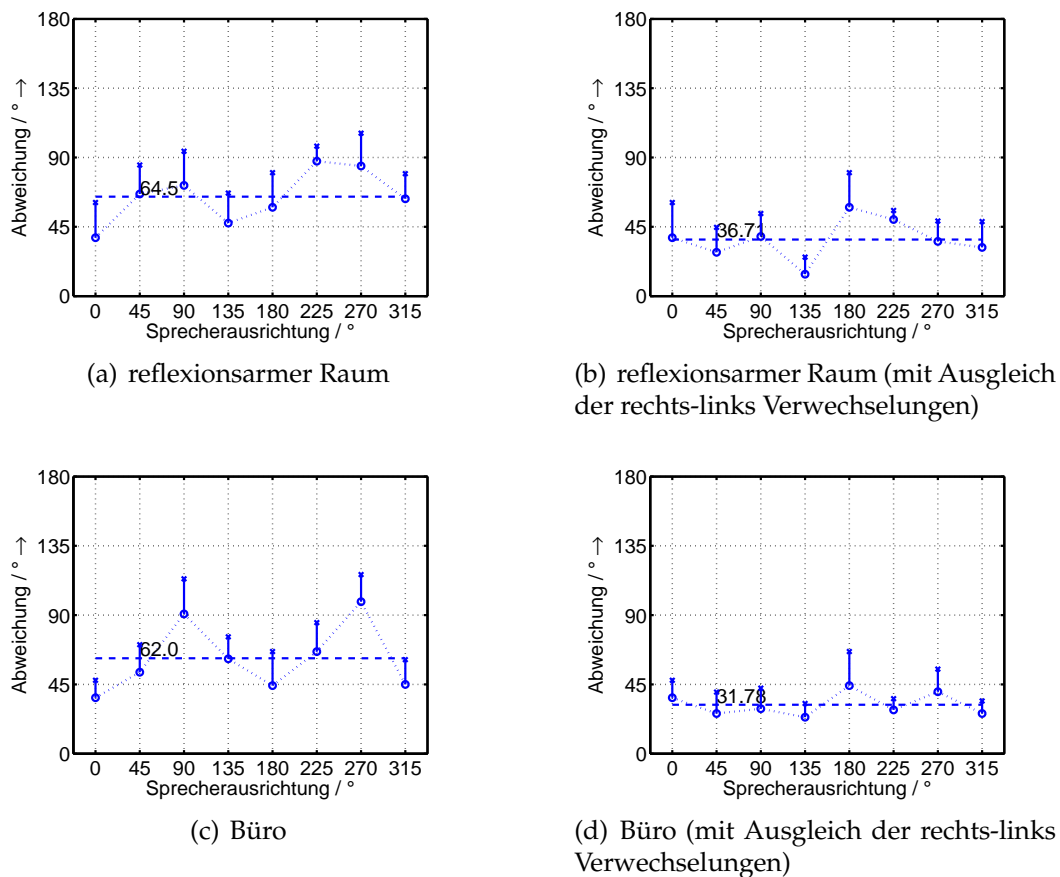 180
135
90
45
0
Abweichung / ° →
64.5
0 45 90 135 180 225 270 315
Sprecherausrichtung / °
(a) reflexionsarmer Raum
180
135
90
45
0
Abweichung / ° →
36.71
0 45 90 135 180 225 270 315
Sprecherausrichtung / °
(b) reflexionsarmer Raum (mit Ausgleich
der rechts-links Verwechselungen)
180
135
90
45
0
Abweichung / ° →
62.0
0 45 90 135 180 225 270 315
Sprecherausrichtung / °
(c) Büro
180
135
90
45
0
Abweichung / ° →
31.78
0 45 90 135 180 225 270 315
Sprecherausrichtung / °
(d) Büro (mit Ausgleich der rechts-links
Verwechselungen)